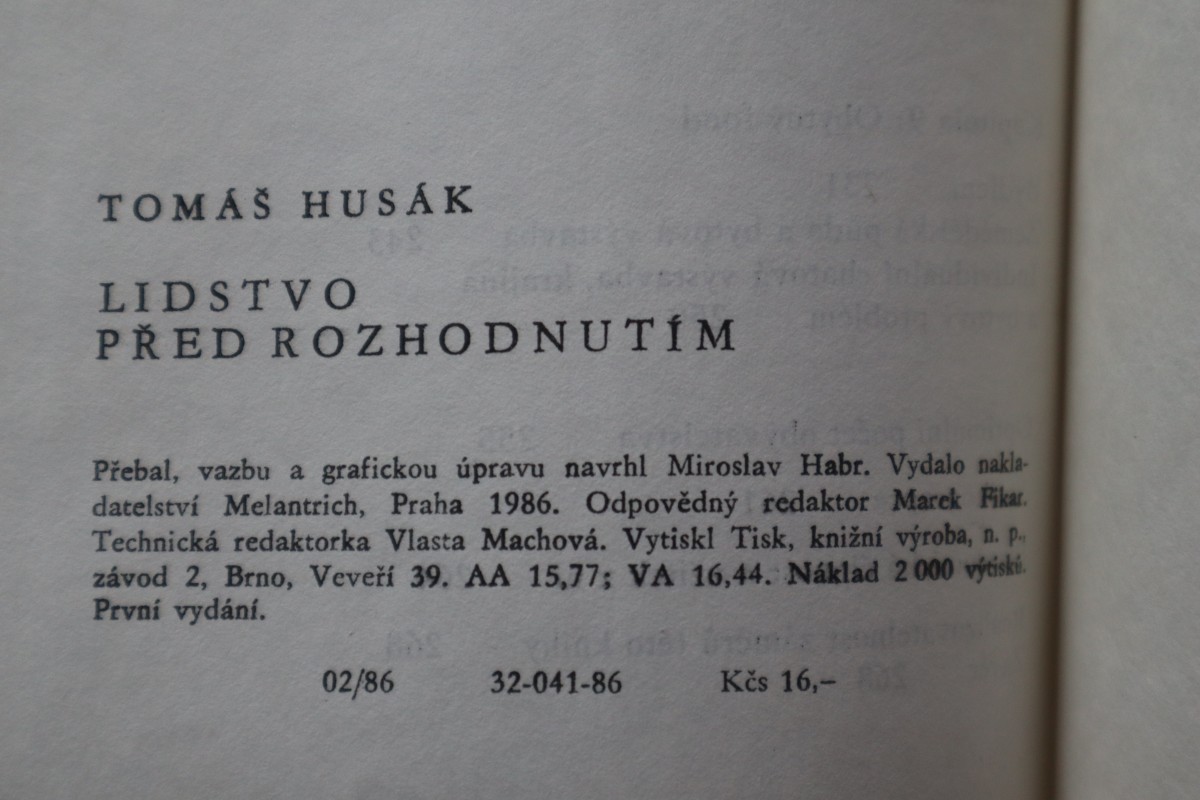 TOMÁŠ HUSÁK
LIDSTVO
PŘED ROZHODNUTÍM
Přebal, vazbu a grafickou úpravu navrhl Miroslav Habr. Vydalo nakla-
datelství Melantrich, Praha 1986. Odpovědný redaktor Marek Fikar.
Technická redaktorka Vlasta Machová. Vytiskl Tisk, knižní výroba, n. p.,
závod 2, Brno, Veveří 39. AA 15,77; VA 16,44. Náklad 2 000 výtisků.
První vydání.
02/86 32-041-86 Kčs 16,–